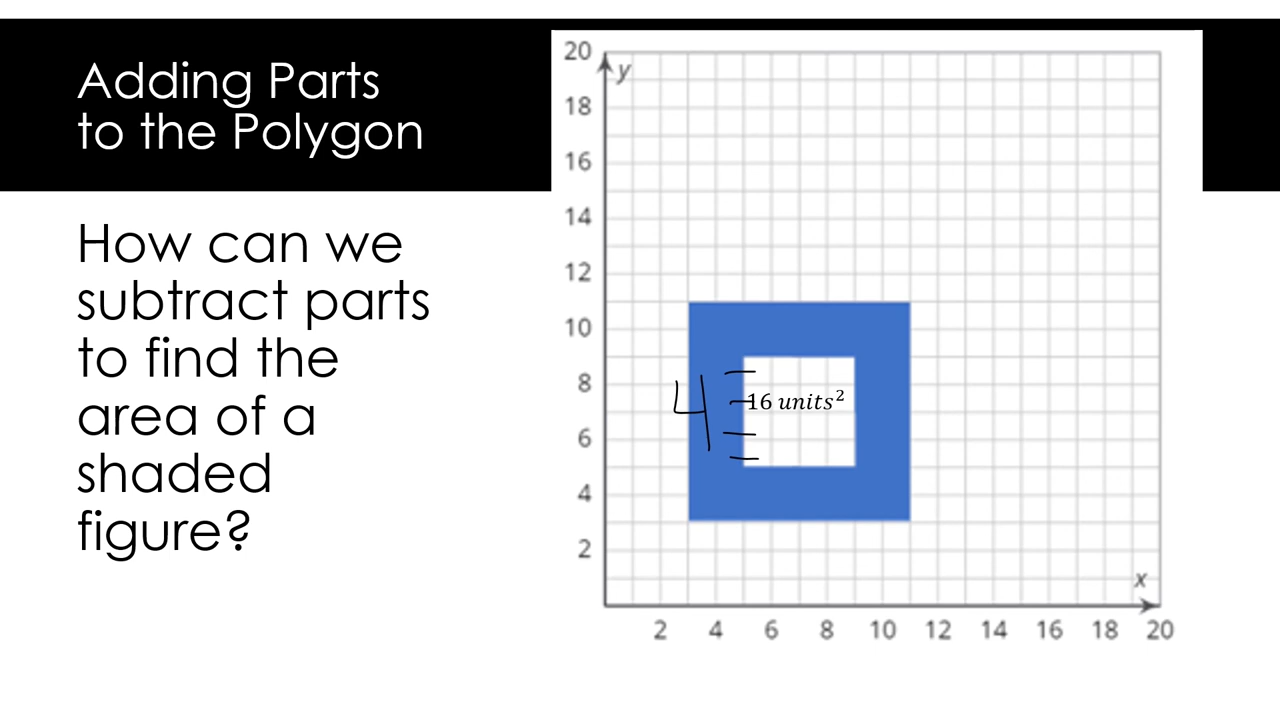 Adding Parts
to the Polygon
How can we
subtract parts
to find the
area of a
shaded
figure?
20
y
18
16
14
12
10
8
4
16 units²
6
4
2
x
2 4 6 8 10 12 14 16 18 20